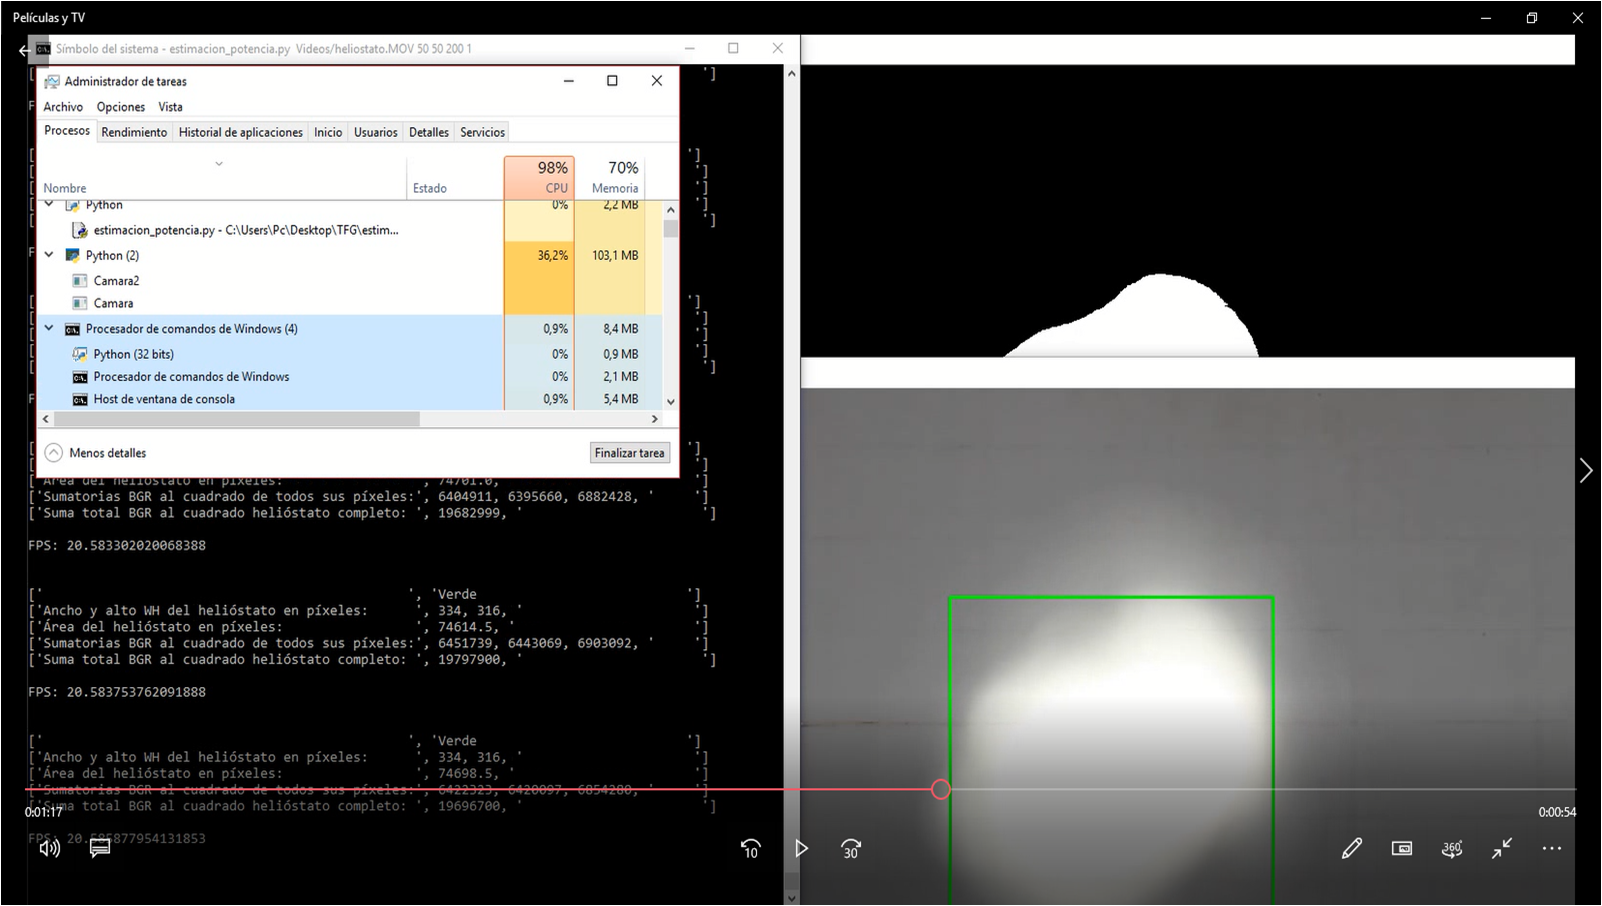 Películas y TV
Símbolo del sistema - estimacion_potencia.py Videos/heliostato.MOV 50 50 200 1
Administrador de tareas
Archivo Opciones Vista
Procesos Rendimiento Historial de aplicaciones Inicio Usuarios Detalles Servicios
98% 70%
Nombre Estado CPU Memoria
Python 0% 2,2 MB
estimacion_potencia.py - C:\Users\Pc\Desktop\TFG\estim...
Python (2) 36,2% 103,1 MB
Camara2
Camara
Procesador de comandos de Windows (4) 0,9% 8,4 MB
Python (32 bits) 0% 0,9 MB
Procesador de comandos de Windows 0% 2,1 MB
Host de ventana de consola 0,9% 5,4 MB
Menos detalles Finalizar tarea
['Área del helióstato en píxeles: ', 74701.0,
['Sumatorias BGR al cuadrado de todos sus píxeles:', 6404911, 6395660, 6882428, ' ']
['Suma total BGR al cuadrado helióstato completo: ', 19682999, ' ']
FPS: 20.583302020068388
[' ', 'Verde ']
['Ancho y alto WH del helióstato en píxeles: ', 334, 316, ' ']
['Área del helióstato en píxeles: ', 74614.5, ' ']
['Sumatorias BGR al cuadrado de todos sus píxeles:', 6451739, 6443069, 6903092, ' ']
['Suma total BGR al cuadrado helióstato completo: ', 19797900, ' ']
FPS: 20.583753762091888
[' ', 'Verde ']
['Ancho y alto WH del helióstato en píxeles: ', 334, 316, ' ']
['Área del helióstato en píxeles: ', 74698.5, ' ']
['Sumatorias BGR al cuadrado de todos sus píxeles:', 6422323, 6420097, 6854280, ' ']
['Suma total BGR al cuadrado helióstato completo: ', 19696700, ' ']
0:01:17 0:00:54
FPS: 20.585877954131853
10 30 360°